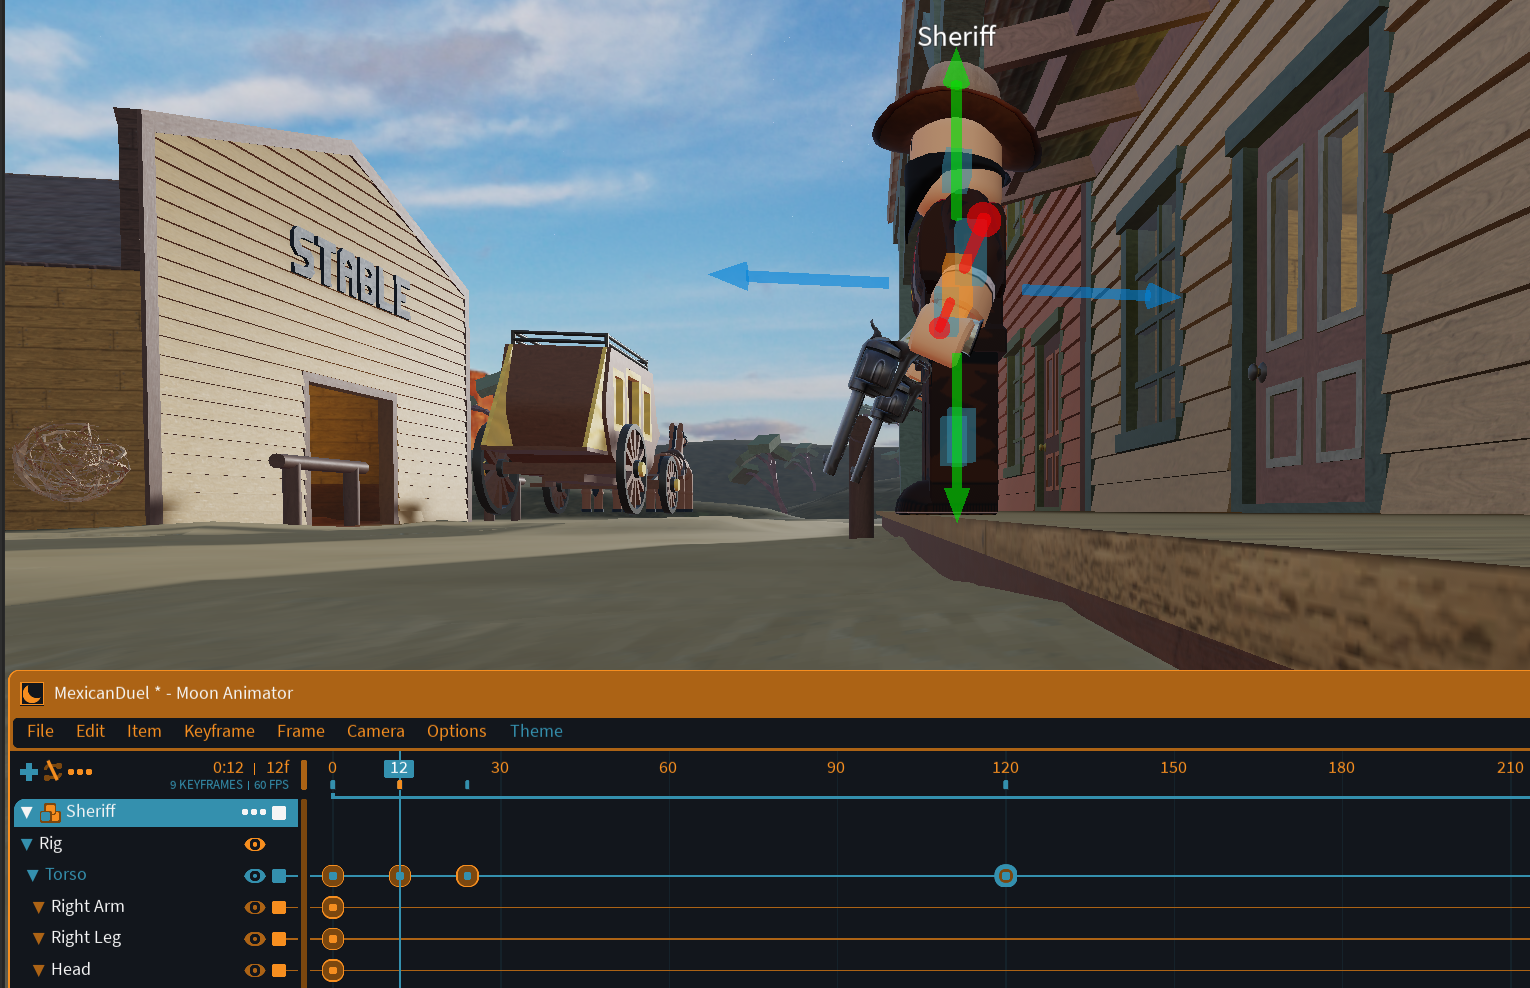 Sheriff
STABLE
MexicanDuel * - Moon Animator
File Edit Item Keyframe Frame Camera Options Theme
0:12 | 12f 0 12 30 60 90 120 150 180 210
9 KEYFRAMES | 60 FPS
Sheriff
Rig
Torso
Right Arm
Right Leg
Head